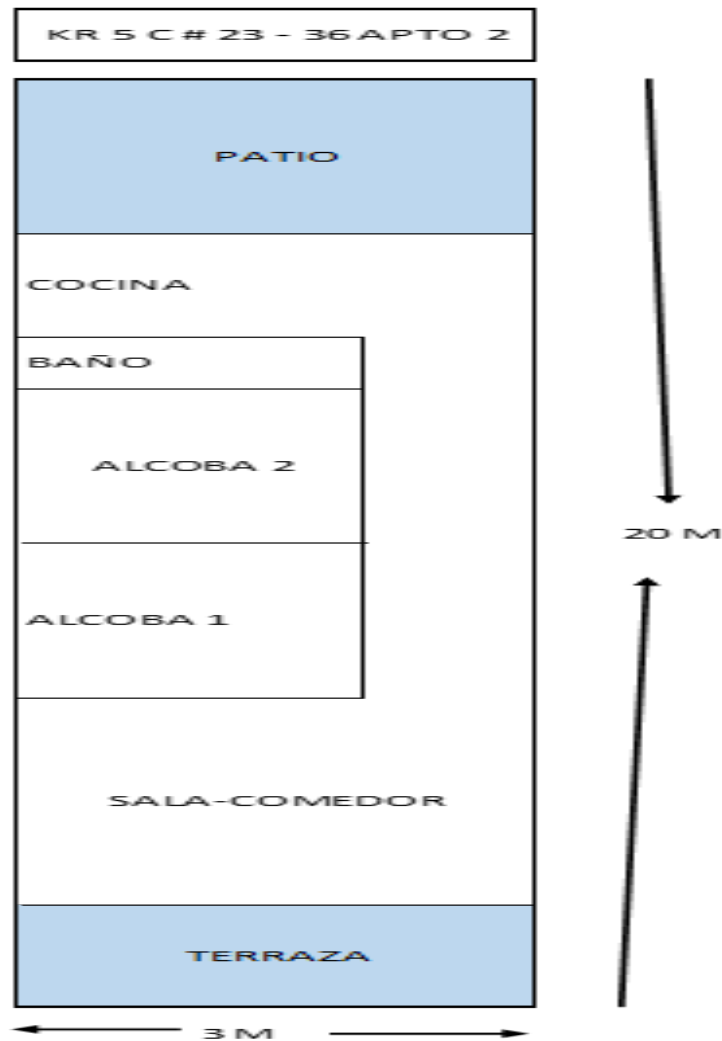 KR 5 C # 23 - 36 APTO 2
PATIO
COCINA
BAÑO
ALCOBA 2
20 M
ALCOBA 1
SALA-COMEDOR
TERRAZA
3 M